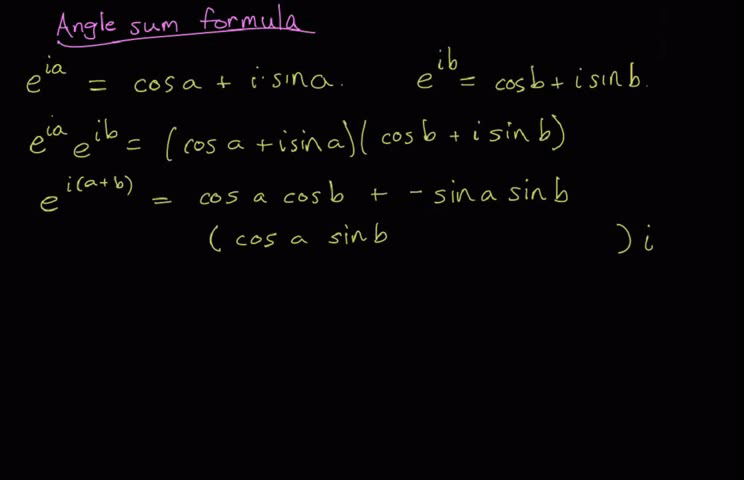 Angle sum formula
e^{ia} = cos a + i·sin a. e^{ib} = cos b + i sin b.
e^{ia} e^{ib} = (cos a + i sin a)(cos b + i sin b)
e^{i(a+b)} = cos a cos b + - sin a sin b
(cos a sin b ) i